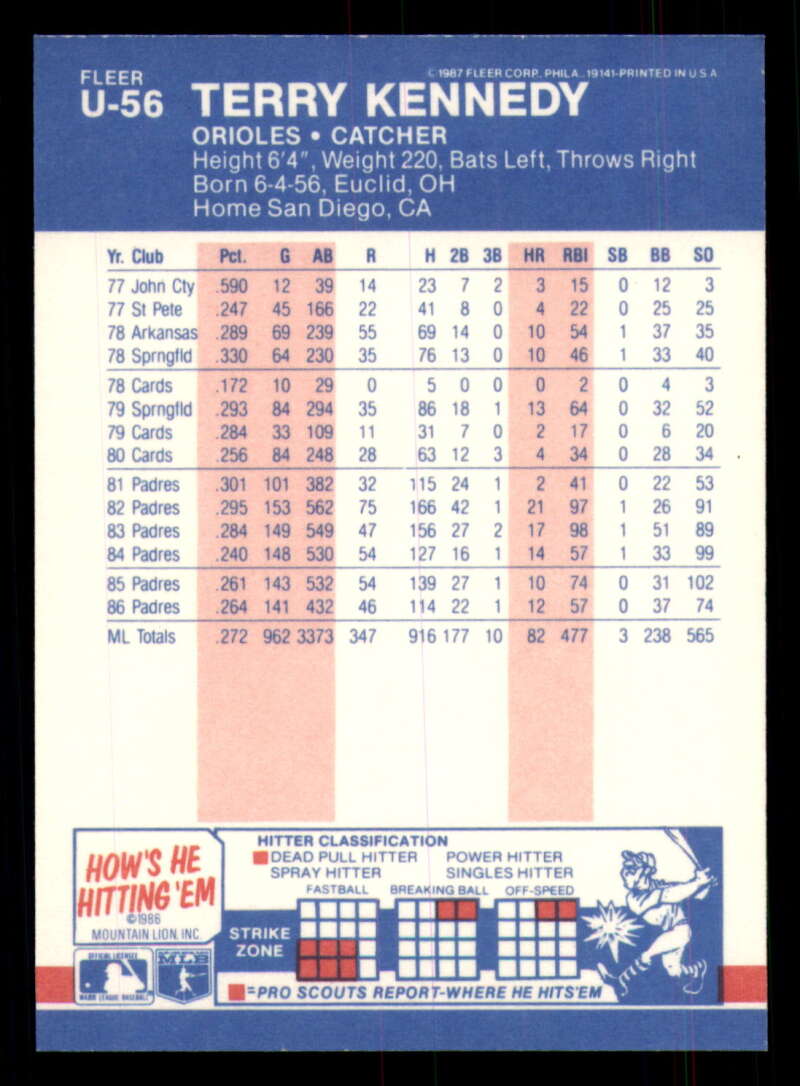 FLEER
U-56
©1987 FLEER CORP., PHILA., 19141-PRINTED IN U S A
TERRY KENNEDY
ORIOLES • CATCHER
Height 6'4", Weight 220, Bats Left, Throws Right
Born 6-4-56, Euclid, OH
Home San Diego, CA
Yr. Club Pct. G AB R H 2B 3B HR RBI SB BB SO
77 John Cty .590 12 39 14 23 7 2 3 15 0 12 3
77 St Pete .247 45 166 22 41 8 0 4 22 0 25 25
78 Arkansas .289 69 239 55 69 14 0 10 54 1 37 35
78 Sprngfld .330 64 230 35 76 13 0 10 46 1 33 40
78 Cards .172 10 29 0 5 0 0 0 2 0 4 3
79 Sprngfld .293 84 294 35 86 18 1 13 64 0 32 52
79 Cards .284 33 109 11 31 7 0 2 17 0 6 20
80 Cards .256 84 248 28 63 12 3 4 34 0 28 34
81 Padres .301 101 382 32 115 24 1 2 41 0 22 53
82 Padres .295 153 562 75 166 42 1 21 97 1 26 91
83 Padres .284 149 549 47 156 27 2 17 98 1 51 89
84 Padres .240 148 530 54 127 16 1 14 57 1 33 99
85 Padres .261 143 532 54 139 27 1 10 74 0 31 102
86 Padres .264 141 432 46 114 22 1 12 57 0 37 74
ML Totals .272 962 3373 347 916 177 10 82 477 3 238 565
HOW'S HE
HITTING 'EM
©1986
MOUNTAIN LION, INC
HITTER CLASSIFICATION
DEAD PULL HITTER POWER HITTER
SPRAY HITTER SINGLES HITTER
FASTBALL BREAKING BALL OFF-SPEED
STRIKE
ZONE
=PRO SCOUTS REPORT-WHERE HE HITS'EM
OFFICIAL LICENSEE
MAJOR LEAGUE BASEBALL
MLB